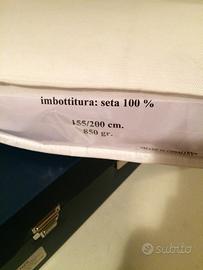 imbottitura: seta 100 %
155/200 cm.
850 gr.
subito